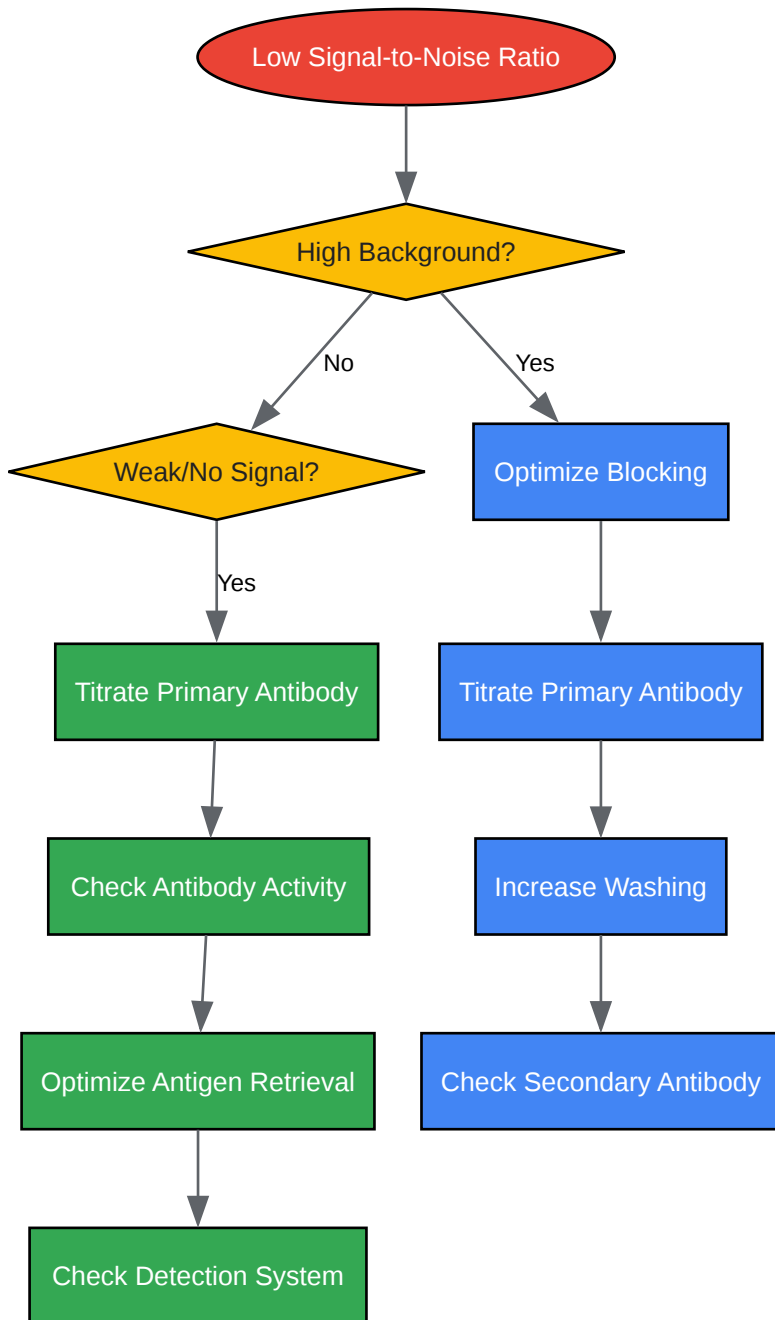 Low Signal-to-Noise Ratio
High Background?
No
Yes
Weak/No Signal?
Optimize Blocking
Yes
Titrate Primary Antibody
Titrate Primary Antibody
Check Antibody Activity
Increase Washing
Optimize Antigen Retrieval
Check Secondary Antibody
Check Detection System